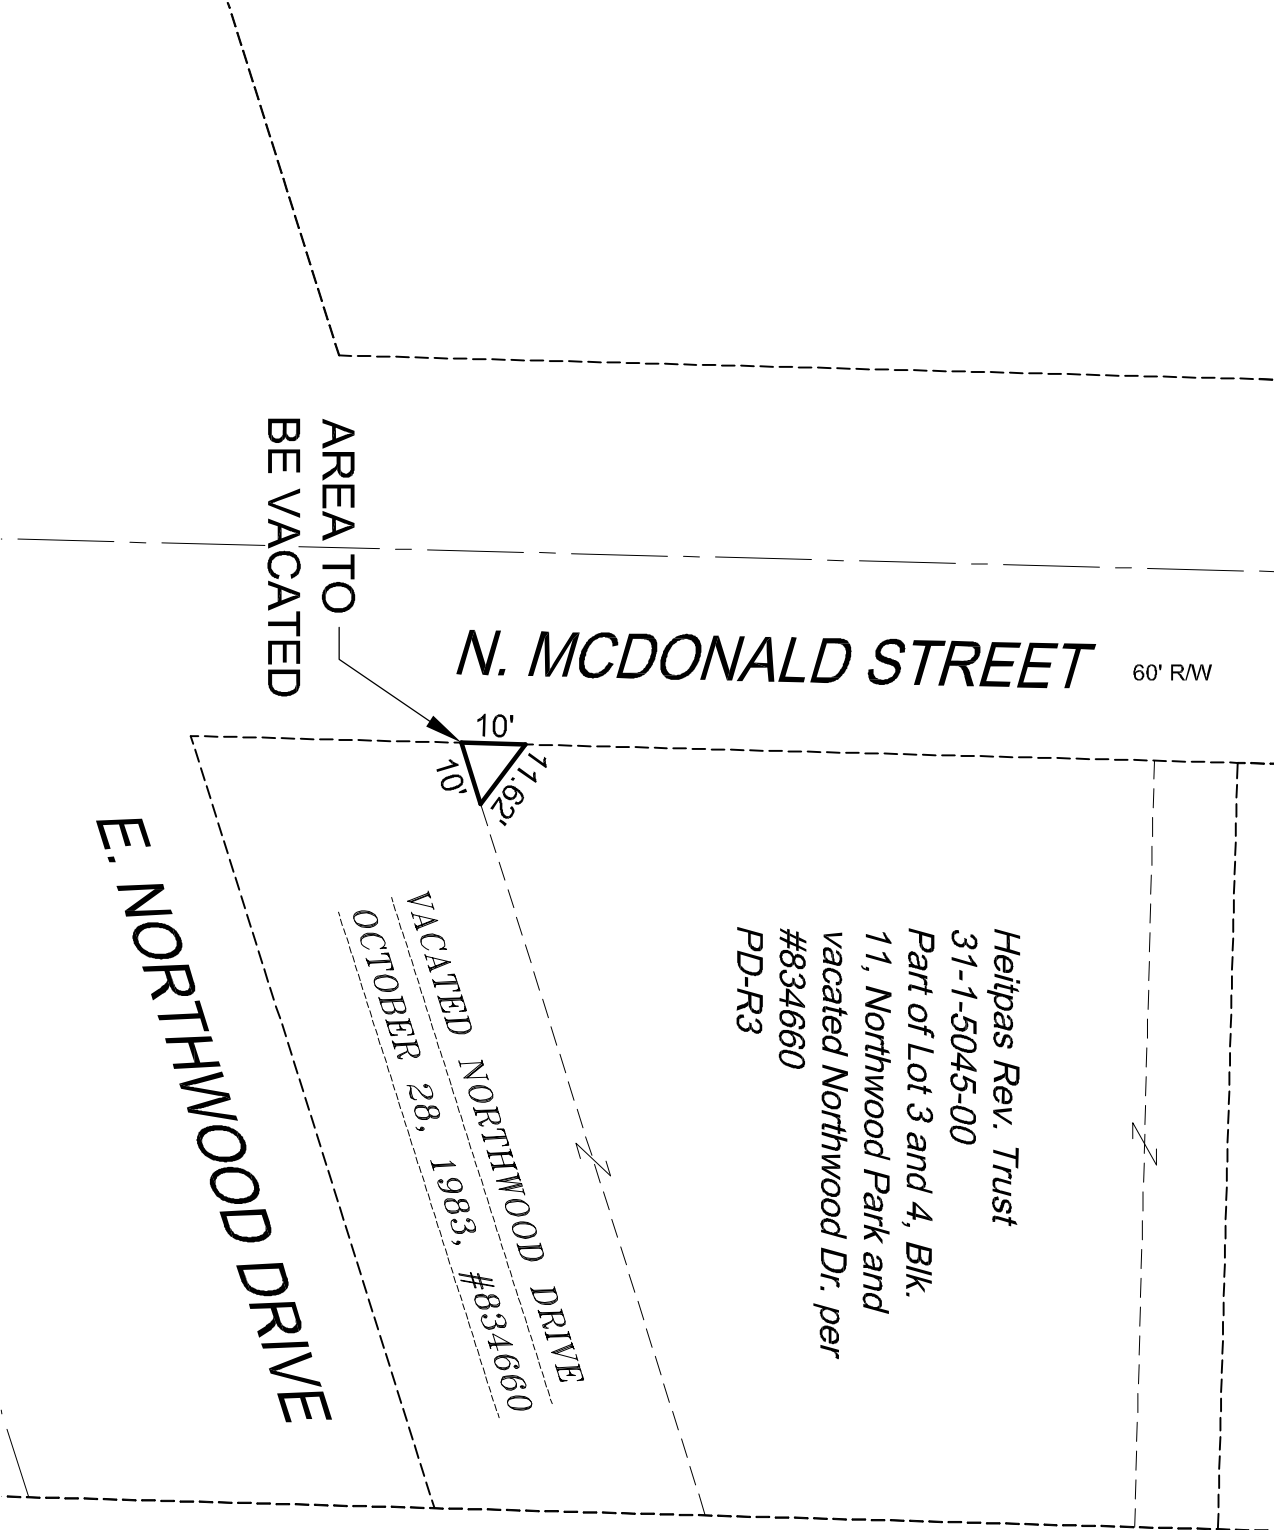 AREA TO
BE VACATED
N. MCDONALD STREET
60' R/W
10'
10'
11.62'
Heitpas Rev. Trust
31-1-5045-00
Part of Lot 3 and 4, Blk.
11, Northwood Park and
vacated Northwood Dr. per
#834660
PD-R3
VACATED NORTHWOOD DRIVE
OCTOBER 28, 1983, #834660
E. NORTHWOOD DRIVE